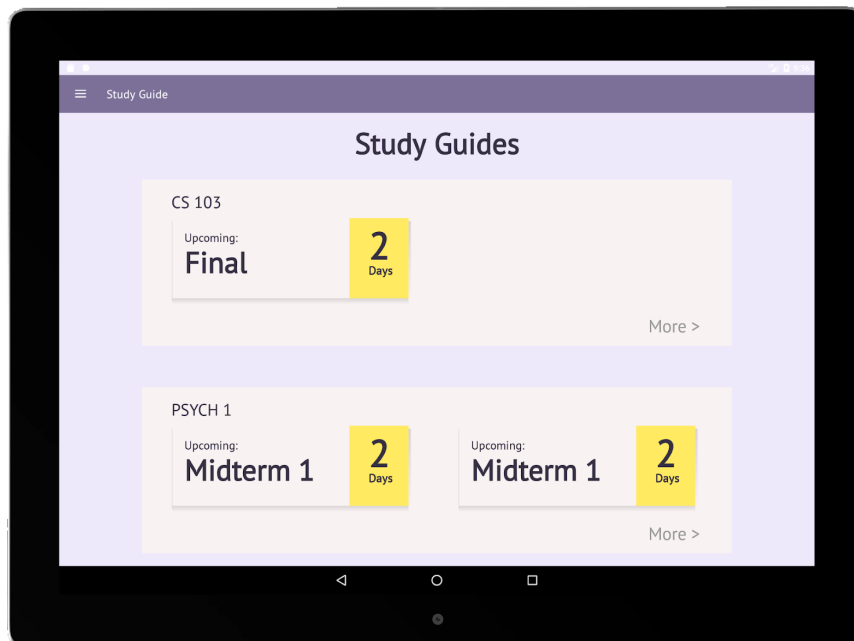 Study Guide
Study Guides
CS 103
Upcoming:
Final
2
Days
More >
PSYCH 1
Upcoming:
Midterm 1
2
Days
Upcoming:
Midterm 1
2
Days
More >